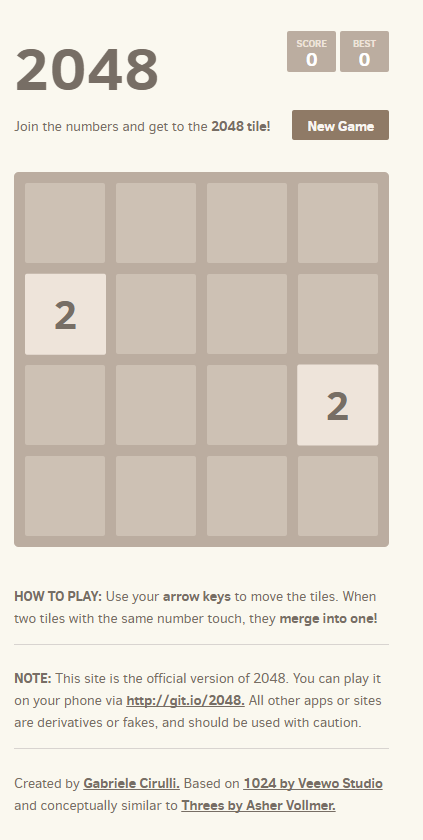 2048
SCORE
0
BEST
0
Join the numbers and get to the 2048 tile!
New Game
2
2
HOW TO PLAY: Use your arrow keys to move the tiles. When
two tiles with the same number touch, they merge into one!
NOTE: This site is the official version of 2048. You can play it
on your phone via http://git.io/2048. All other apps or sites
are derivatives or fakes, and should be used with caution.
Created by Gabriele Cirulli. Based on 1024 by Veewo Studio
and conceptually similar to Threes by Asher Vollmer.